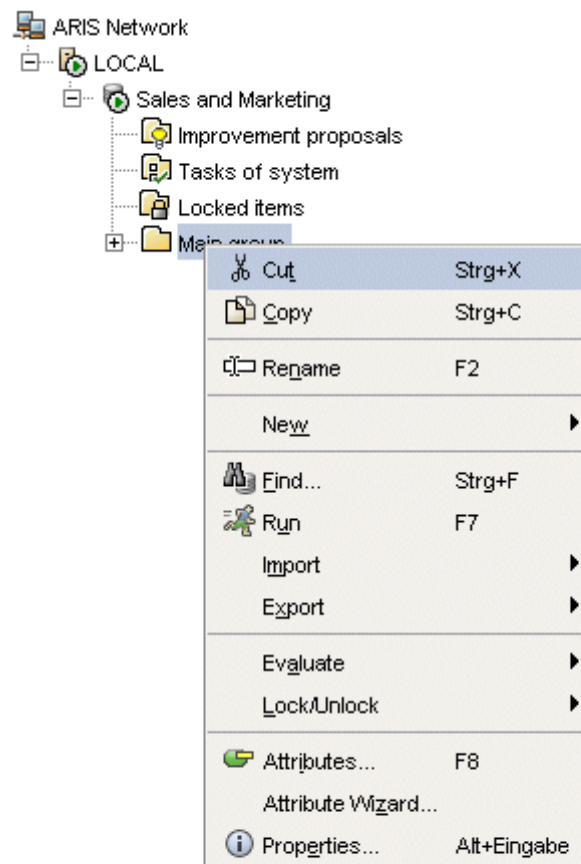 ARIS Network
LOCAL
Sales and Marketing
Improvement proposals
Tasks of system
Locked items
Main group
Cut Strg+X
Copy Strg+C
Rename F2
New
Find... Strg+F
Run F7
Import
Export
Evaluate
Lock/Unlock
Attributes... F8
Attribute Wizard...
Properties... Alt+Eingabe